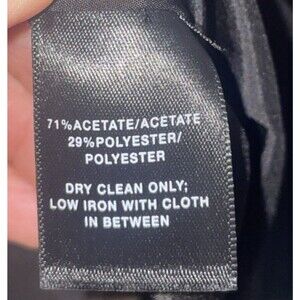 71%ACETATE/ACETATE
29%POLYESTER/
POLYESTER
DRY CLEAN ONLY;
LOW IRON WITH CLOTH
IN BETWEEN